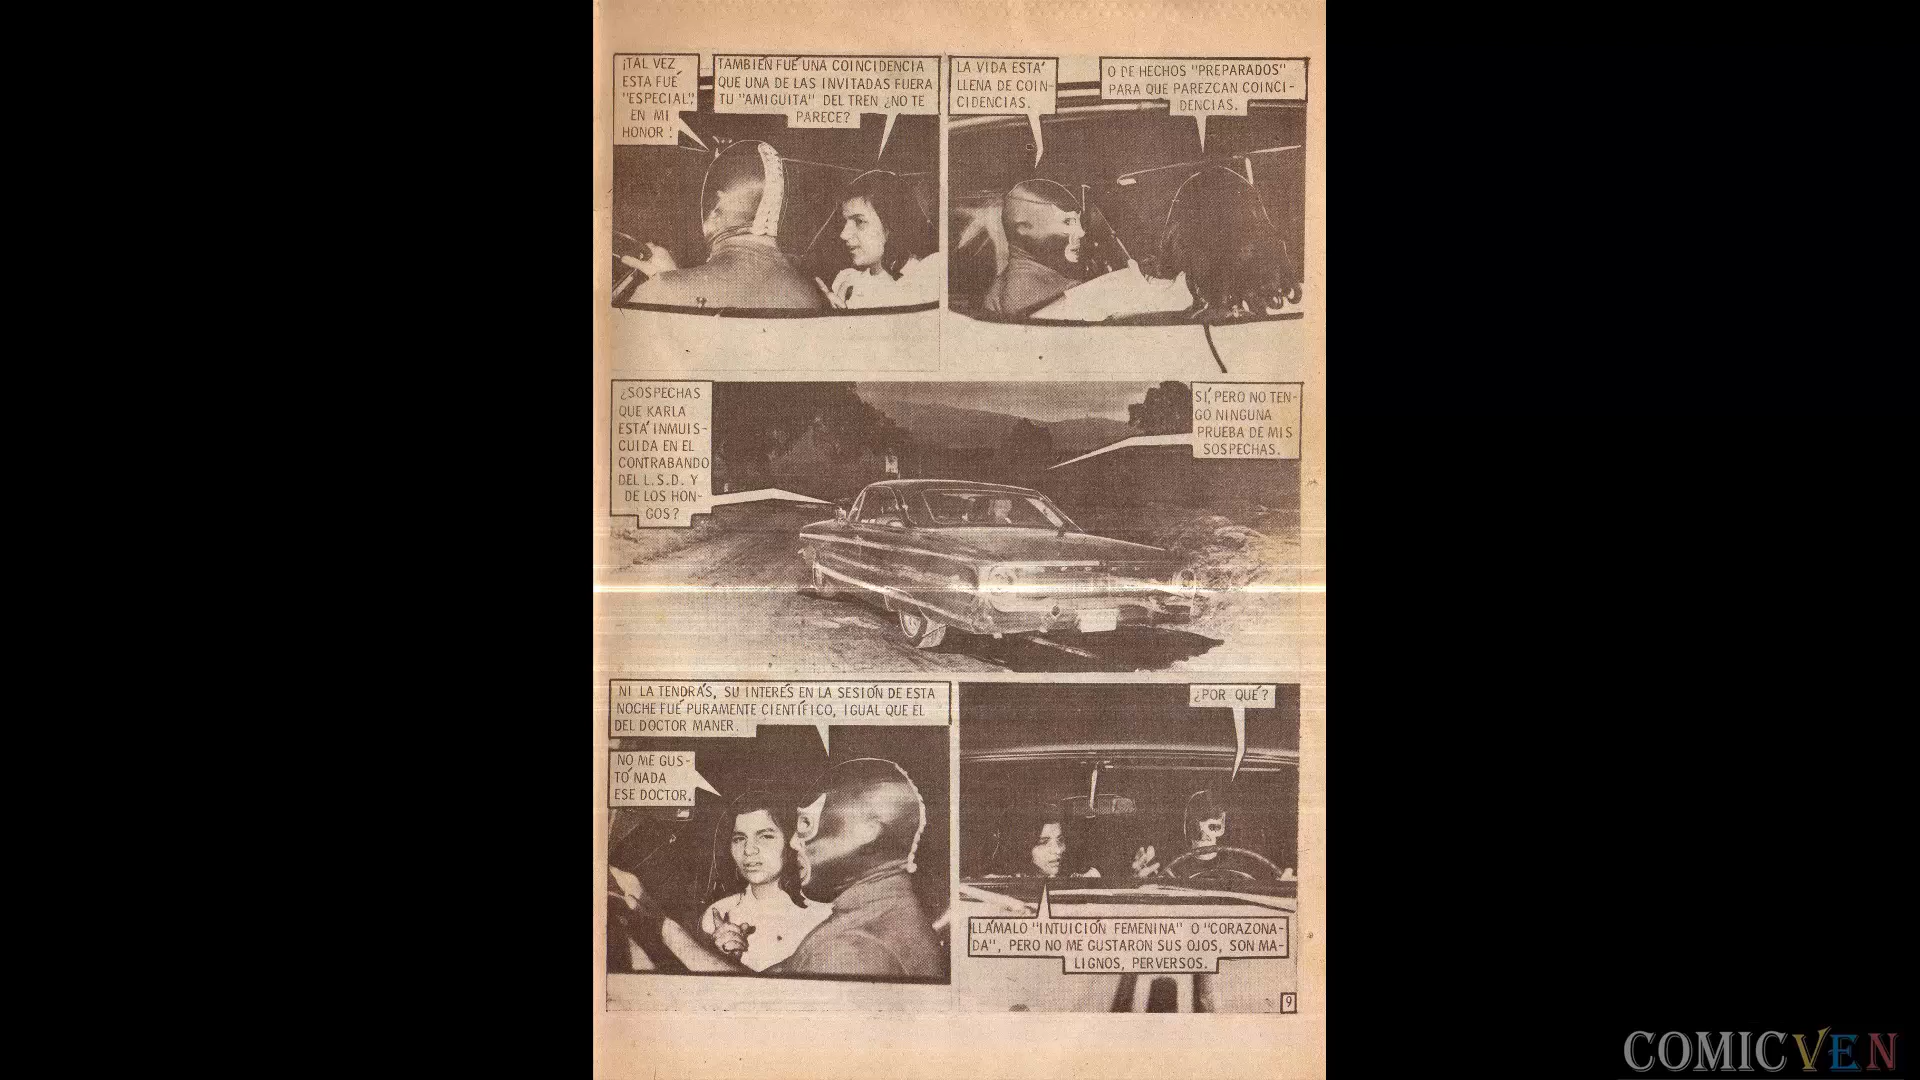 ¡TAL VEZ
ESTA FUÉ
"ESPECIAL",
EN MI
HONOR!
TAMBIÉN FUÉ UNA COINCIDENCIA
QUE UNA DE LAS INVITADAS FUERA
TU "AMIGUITA" DEL TREN ¿NO TE
PARECE?
LA VIDA ESTÁ
LLENA DE COIN-
CIDENCIAS.
O DE HECHOS "PREPARADOS"
PARA QUE PAREZCAN COINCI-
DENCIAS.
¿SOSPECHAS
QUE KARLA
ESTÁ INMUIS-
CUIDA EN EL
CONTRABANDO
DEL L.S.D. Y
DE LOS HON-
GOS?
SÍ, PERO NO TEN-
GO NINGUNA
PRUEBA DE MIS
SOSPECHAS.
NI LA TENDRÁS, SU INTERÉS EN LA SESIÓN DE ESTA
NOCHE FUÉ PURAMENTE CIENTÍFICO, IGUAL QUE EL
DEL DOCTOR MANER.
NO ME GUS-
TÓ NADA
ESE DOCTOR.
¿POR QUÉ?
LLÁMALO "INTUICIÓN FEMENINA" O "CORAZONA-
DA", PERO NO ME GUSTARON SUS OJOS, SON MA-
LIGNOS, PERVERSOS.
9
COMICVEN